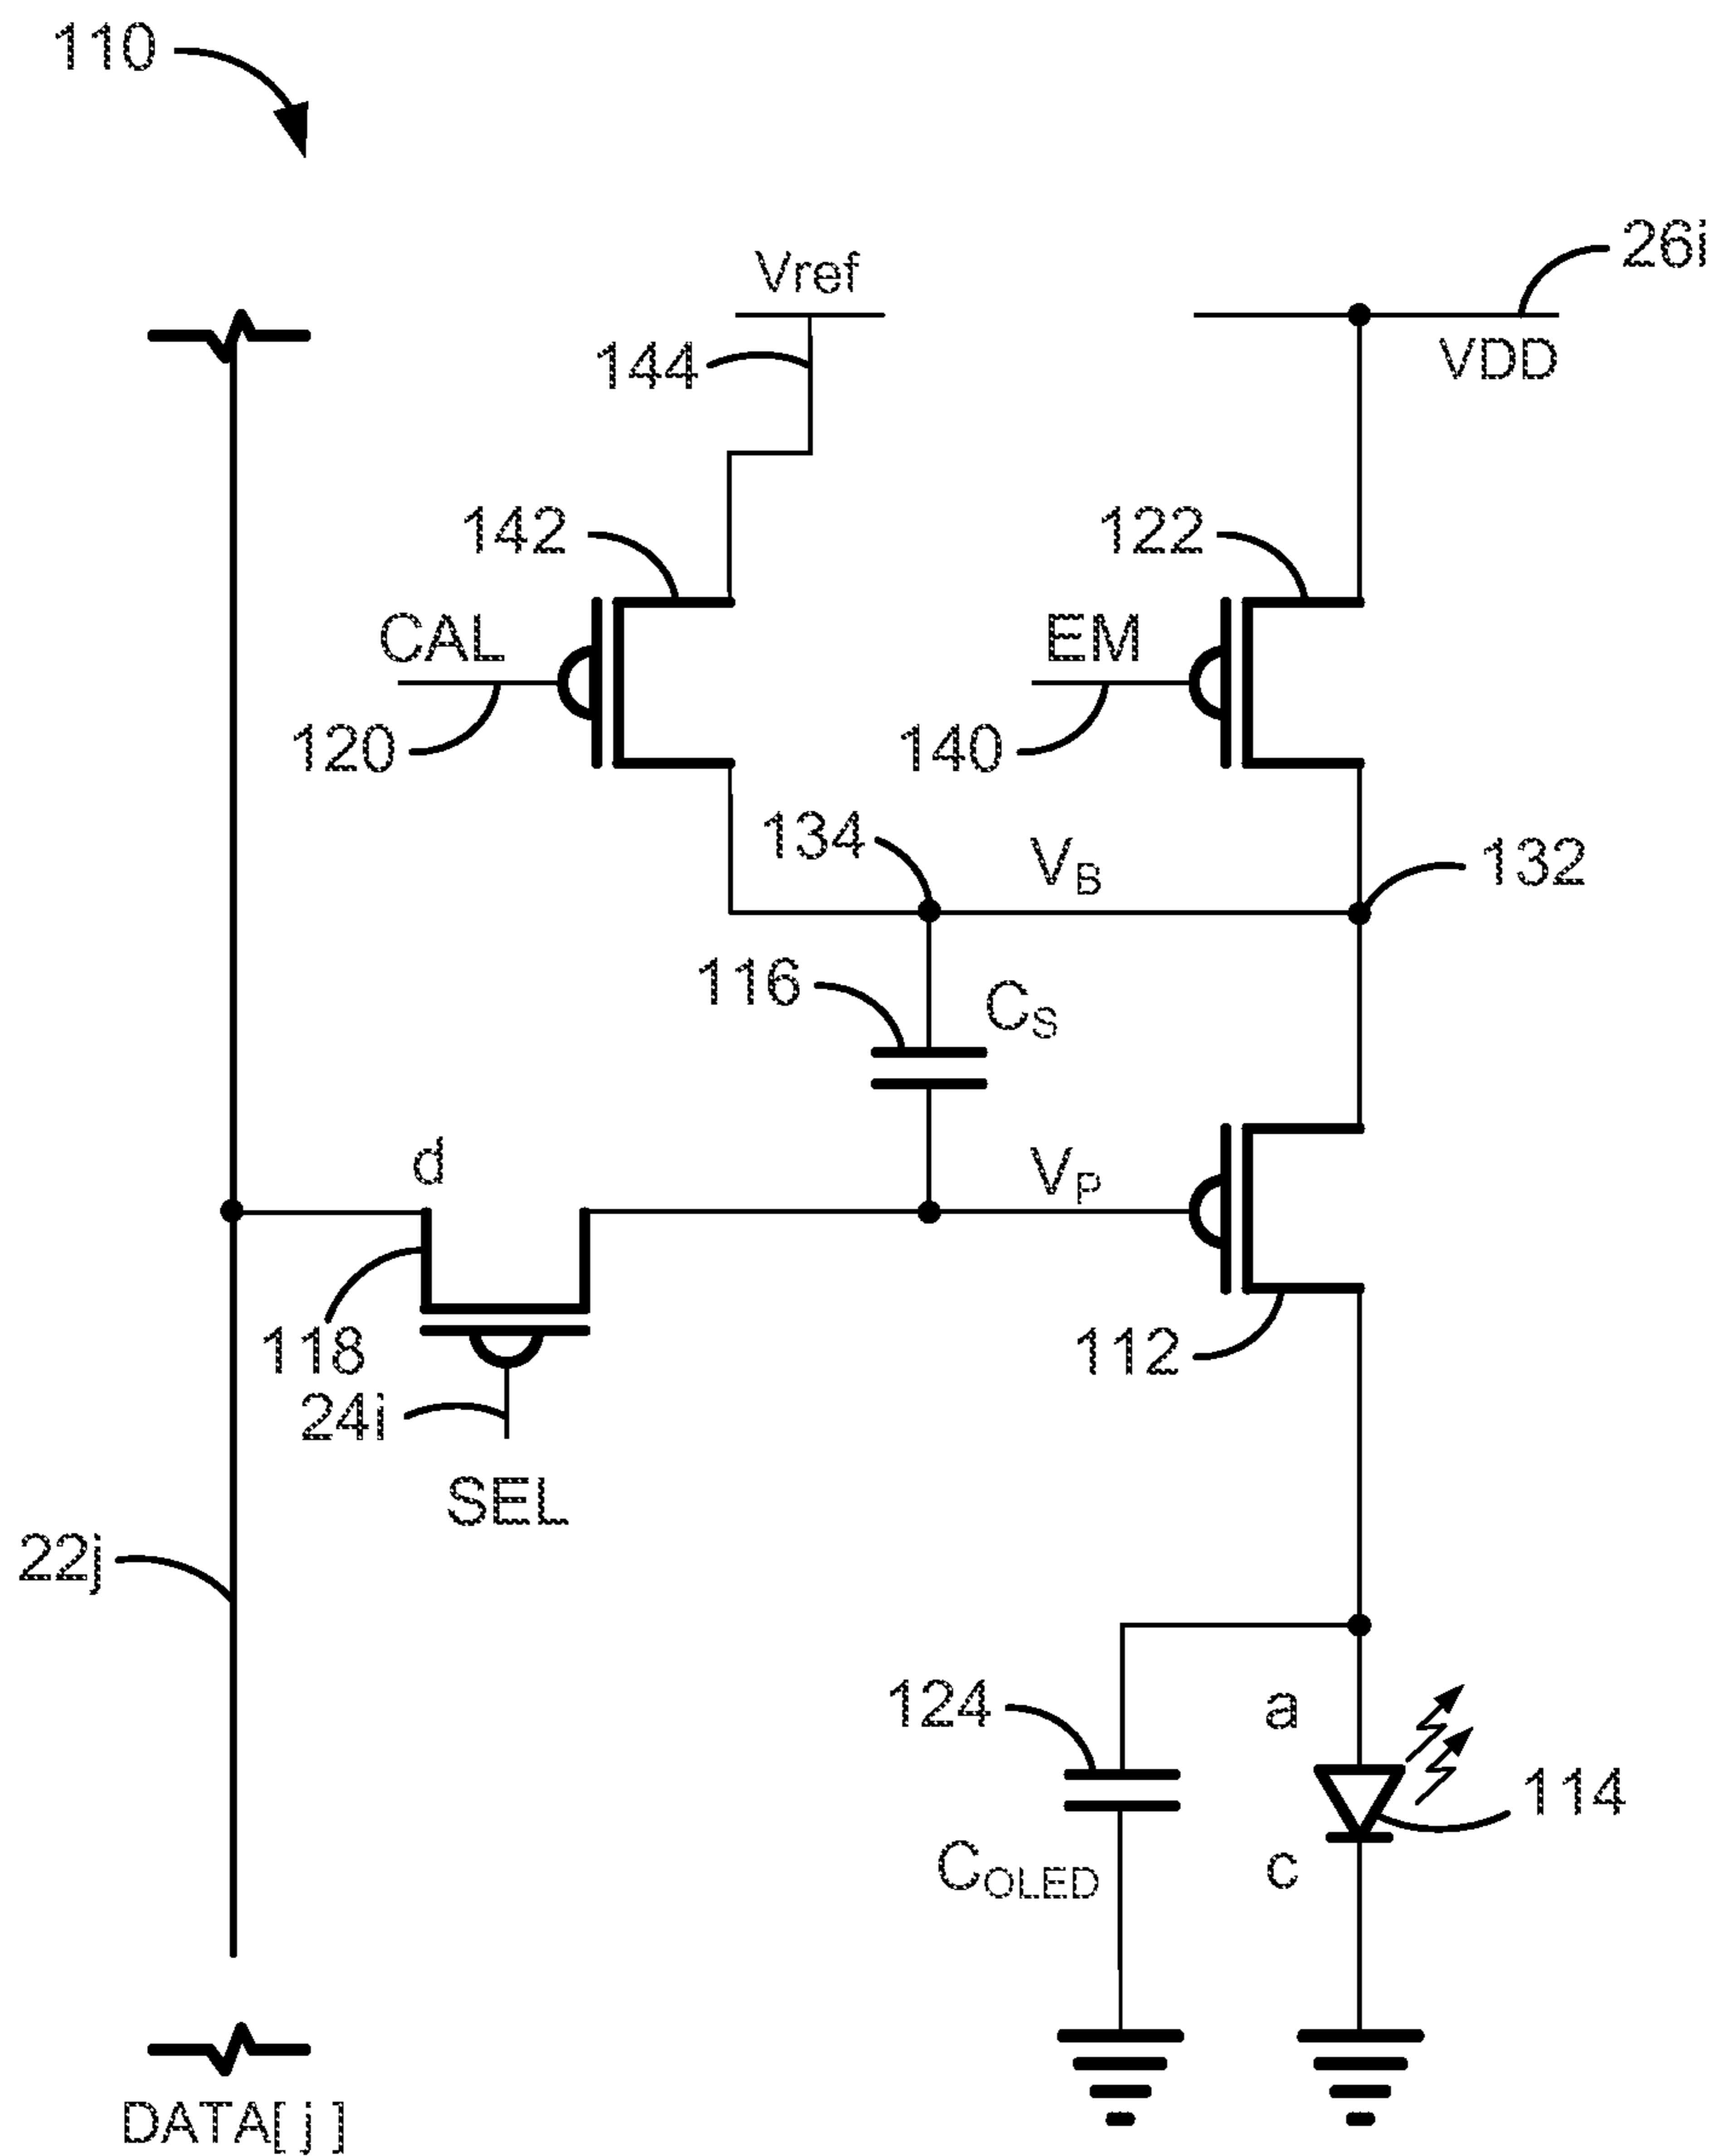 110
26i
Vref
VDD
144
142
122
CAL
EM
120
140
134
VB
132
116
CS
d
VP
118
112
24i
SEL
22j
124
a
114
COLED
c
DATA[ j ]